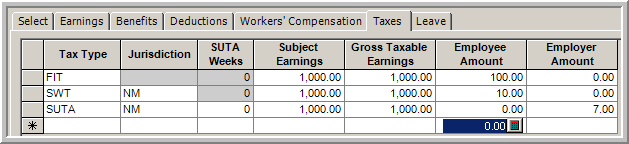 Select Earnings Benefits Deductions Workers' Compensation Taxes Leave
Tax Type Jurisdiction SUTA Weeks Subject Earnings Gross Taxable Earnings Employee Amount Employer Amount
FIT 0 1,000.00 1,000.00 100.00 0.00
SWT NM 0 1,000.00 1,000.00 10.00 0.00
SUTA NM 0 1,000.00 1,000.00 0.00 7.00
* 0.00